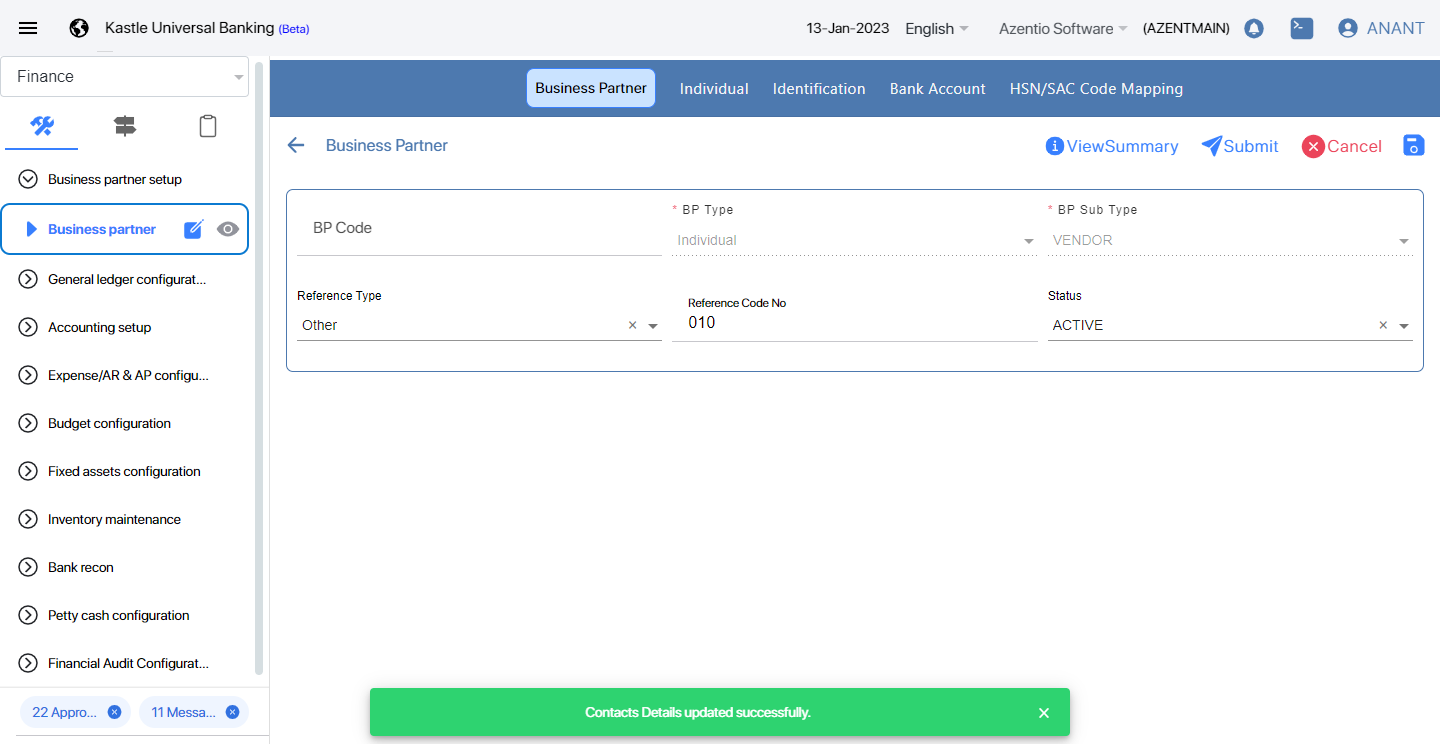 Kastle Universal Banking (Beta)
13-Jan-2023 English Azentio Software (AZENTMAIN) ANANT
Finance
Business partner setup
Business partner
General ledger configurat...
Accounting setup
Expense/AR & AP configu...
Budget configuration
Fixed assets configuration
Inventory maintenance
Bank recon
Petty cash configuration
Financial Audit Configurat...
22 Appro... 11 Messa...
Business Partner Individual Identification Bank Account HSN/SAC Code Mapping
Business Partner
ViewSummary Submit Cancel
BP Code
* BP Type
Individual
* BP Sub Type
VENDOR
Reference Type
Other
Reference Code No
010
Status
ACTIVE
Contacts Details updated successfully.